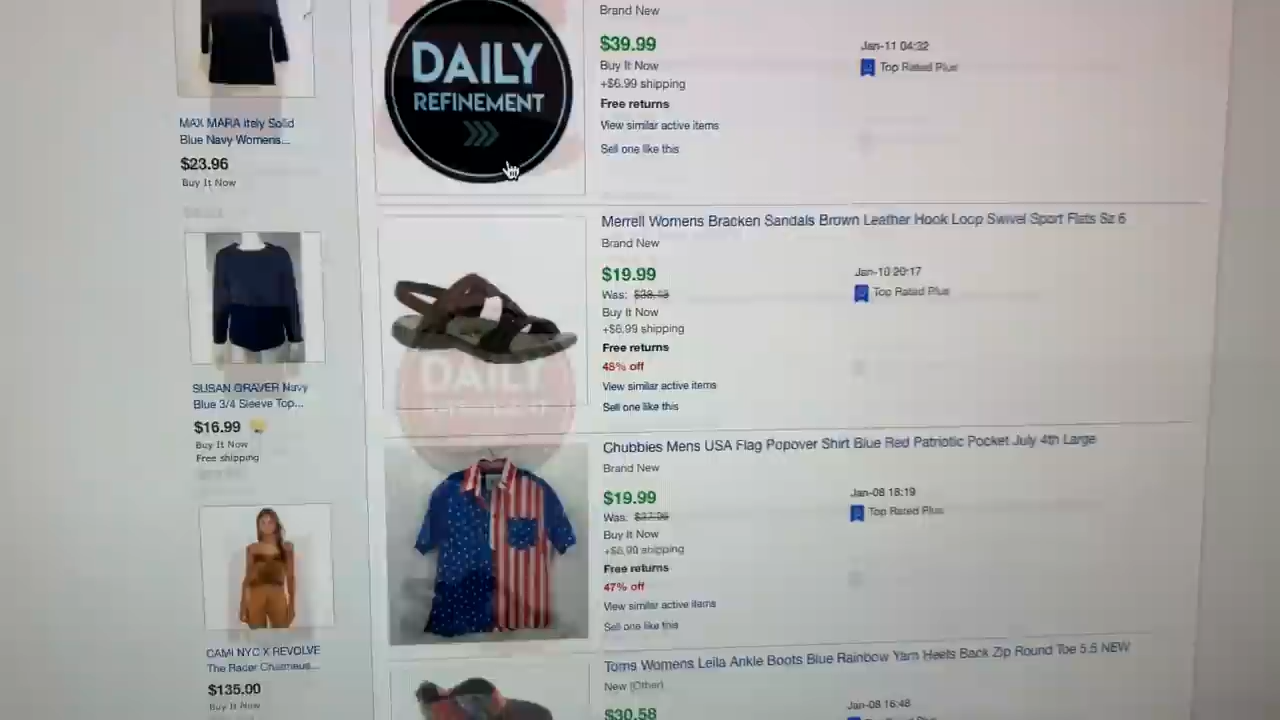 MAX MARA Italy Solid
Blue Navy Womens...
$23.96
Buy It Now
SUSAN GRAVER Navy
Blue 3/4 Sleeve Top...
$16.99
Buy It Now
Free shipping
CAMI NYC X REVOLVE
The Racer Charmeus...
$135.00
Buy It Now
DAILY
REFINEMENT
Brand New
$39.99
Buy It Now
+$6.99 shipping
Free returns
View similar active items
Sell one like this
Jan-11 04:32
Top Rated Plus
Merrell Womens Bracken Sandals Brown Leather Hook Loop Swivel Sport Flats Sz 6
Brand New
$19.99
Was:
Buy It Now
+$6.99 shipping
Free returns
48% off
View similar active items
Sell one like this
Jan-10 20:17
Top Rated Plus
DAILY
Chubbies Mens USA Flag Popover Shirt Blue Red Patriotic Pocket July 4th Large
Brand New
$19.99
Was:
Buy It Now
+$6.99 shipping
Free returns
47% off
View similar active items
Sell one like this
Jan-08 18:19
Top Rated Plus
Toms Womens Leila Ankle Boots Blue Rainbow Yarn Heels Back Zip Round Toe 5.5 NEW
New (Other)
$30.58
Jan-08 16:48